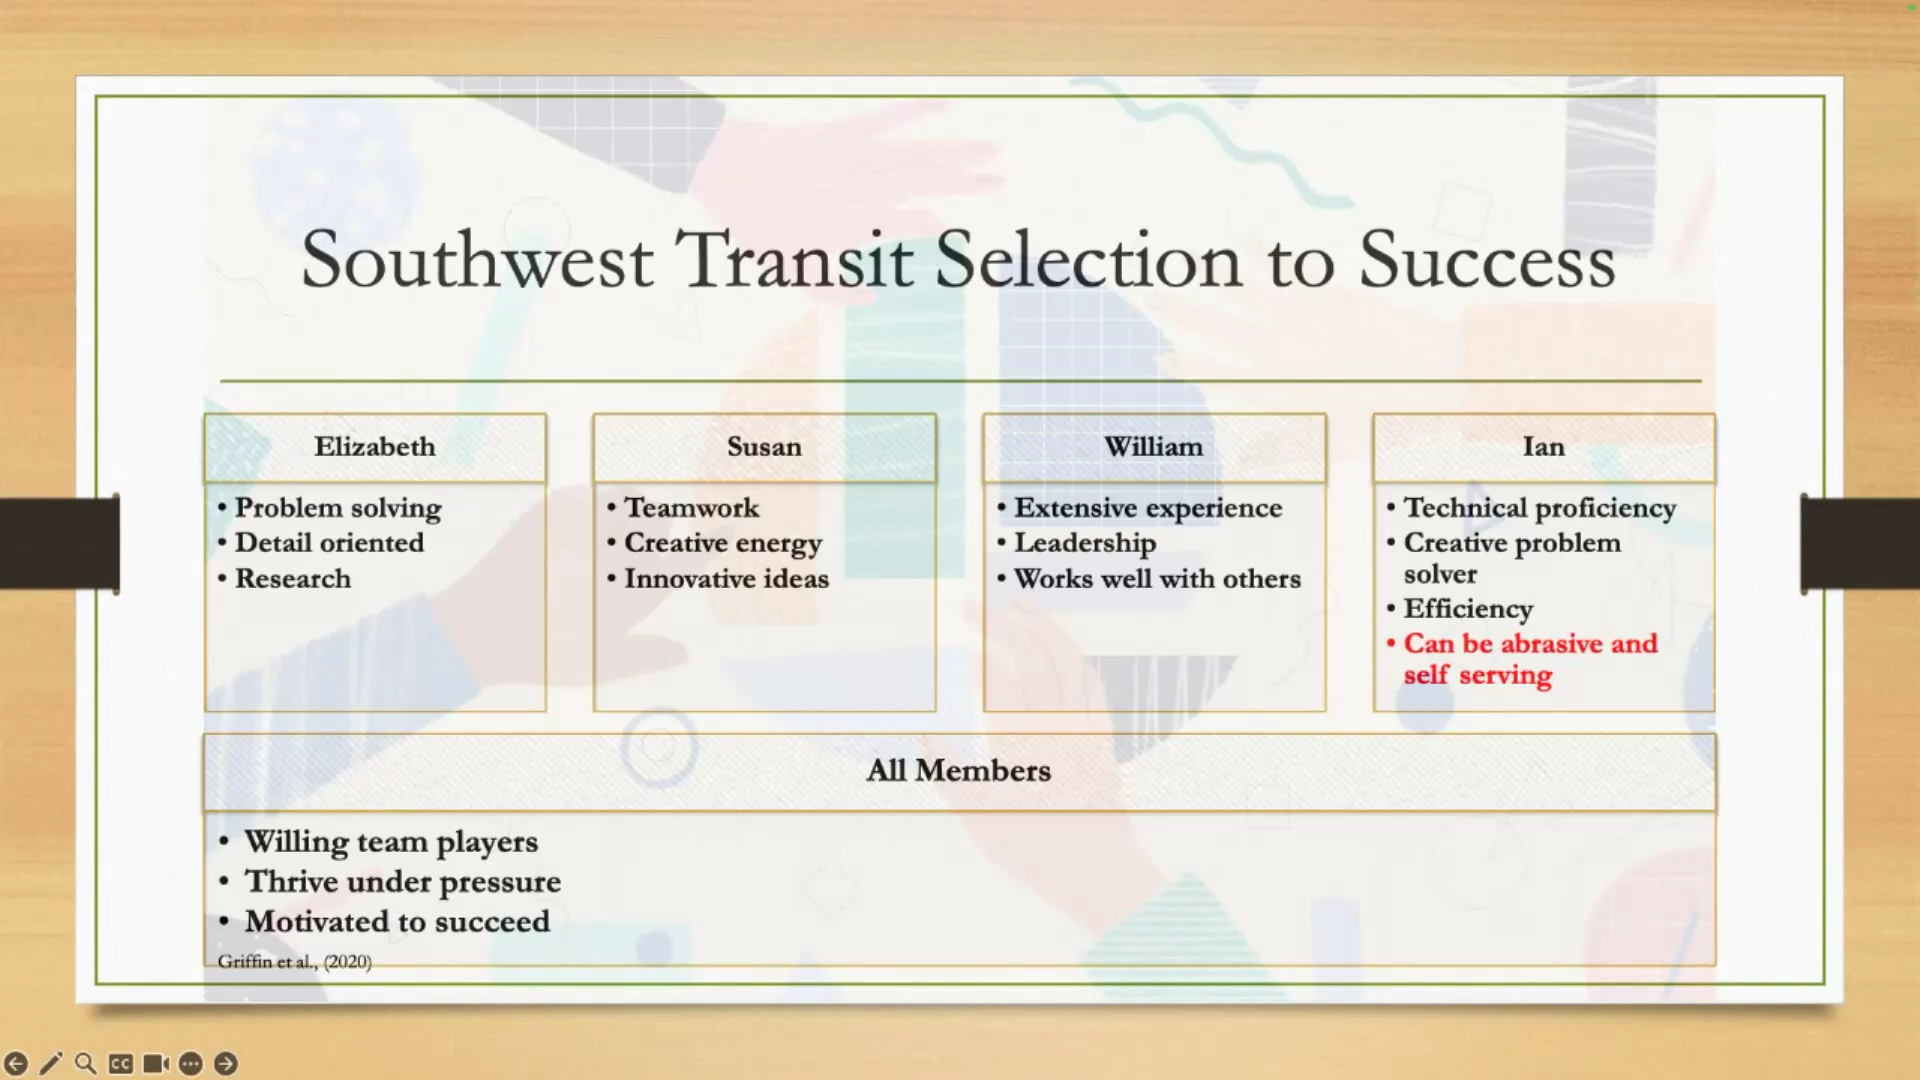 Southwest Transit Selection to Success
Elizabeth
• Problem solving
• Detail oriented
• Research
Susan
• Teamwork
• Creative energy
• Innovative ideas
William
• Extensive experience
• Leadership
• Works well with others
Ian
• Technical proficiency
• Creative problem
solver
• Efficiency
• Can be abrasive and
self serving
All Members
• Willing team players
• Thrive under pressure
• Motivated to succeed
Griffin et al., (2020)
CC